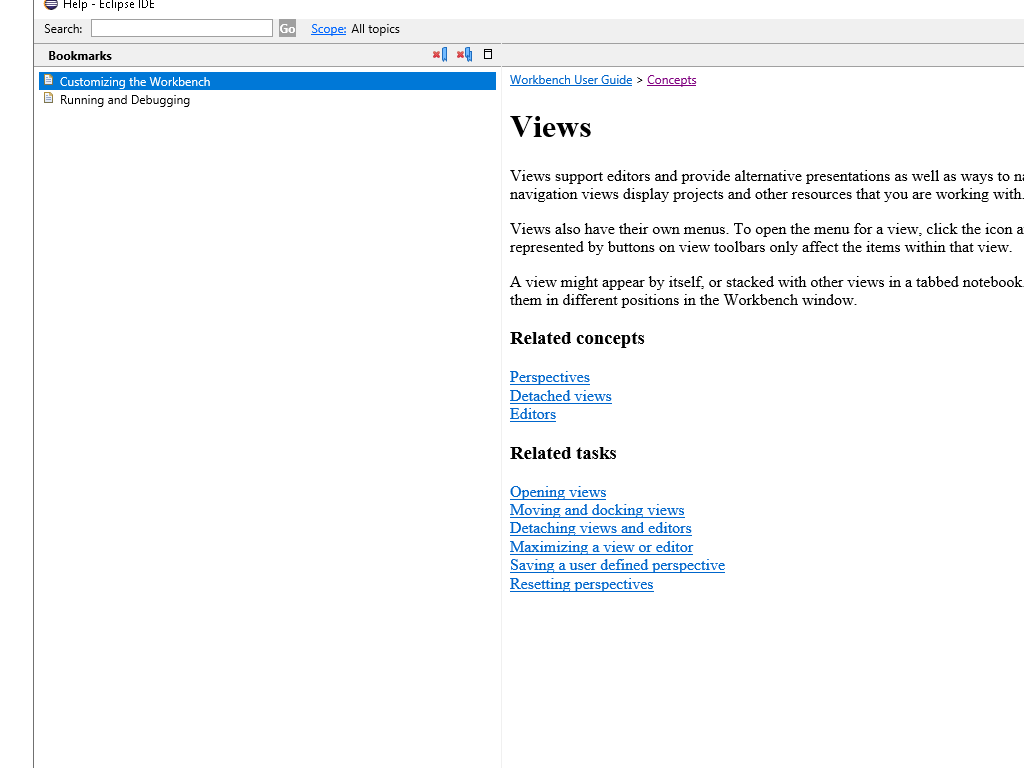 Help - Eclipse IDE
Search: Go Scope: All topics
Bookmarks
Customizing the Workbench
Running and Debugging
Workbench User Guide > Concepts
Views
Views support editors and provide alternative presentations as well as ways to
navigation views display projects and other resources that you are working with.
Views also have their own menus. To open the menu for a view, click the icon
represented by buttons on view toolbars only affect the items within that view.
A view might appear by itself, or stacked with other views in a tabbed notebook.
them in different positions in the Workbench window.
Related concepts
Perspectives
Detached views
Editors
Related tasks
Opening views
Moving and docking views
Detaching views and editors
Maximizing a view or editor
Saving a user defined perspective
Resetting perspectives